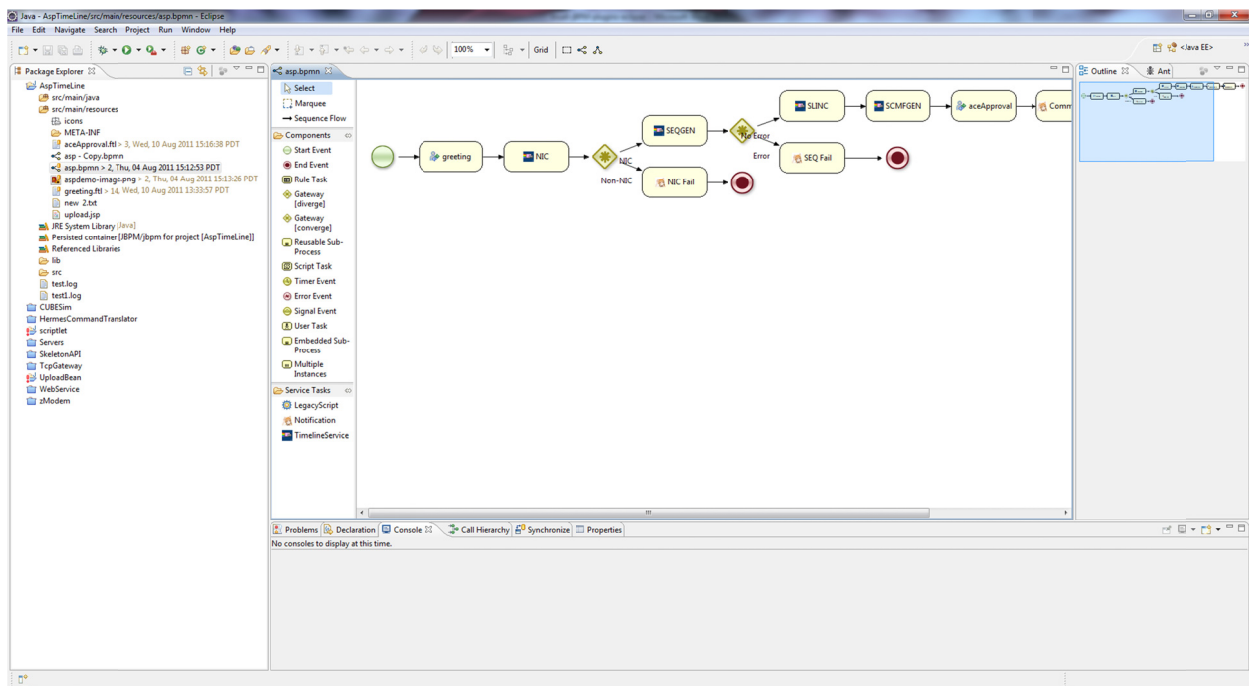 Java - AspTimeLine/src/main/resources/asp.bpmn - Eclipse
File Edit Navigate Search Project Run Window Help
100% Grid <Java EE>
Package Explorer
AspTimeLine
src/main/java
src/main/resources
icons
META-INF
aceApproval.ftl > 3, Wed, 10 Aug 2011 15:16:38 PDT
asp - Copy.bpmn
asp.bpmn > 2, Thu, 04 Aug 2011 15:12:53 PDT
aspdemo-image.png > 2, Thu, 04 Aug 2011 15:13:26 PDT
greeting.ftl > 14, Wed, 10 Aug 2011 13:33:57 PDT
new 2.txt
upload.jsp
JRE System Library [Java]
Persisted container [JBPM/jbpm for project [AspTimeLine]]
Referenced Libraries
lib
src
test.log
test1.log
CUBESim
HermesCommandTranslator
scriptlet
Servers
SkeletonAPI
TcpGateway
UploadBean
WebService
zModem
asp.bpmn
Select
Marquee
Sequence Flow
Components
Start Event
End Event
Rule Task
Gateway
[diverge]
Gateway
[converge]
Reusable Sub-
Process
Script Task
Timer Event
Error Event
Signal Event
User Task
Embedded Sub-
Process
Multiple
Instances
Service Tasks
LegacyScript
Notification
TimelineService
SLINC SCMFGEN aceApproval Comm
SEQGEN No Error
greeting NIC NIC Error SEQ Fail
Non-NIC NIC Fail
Outline Ant
Problems Declaration Console Call Hierarchy Synchronize Properties
No consoles to display at this time.